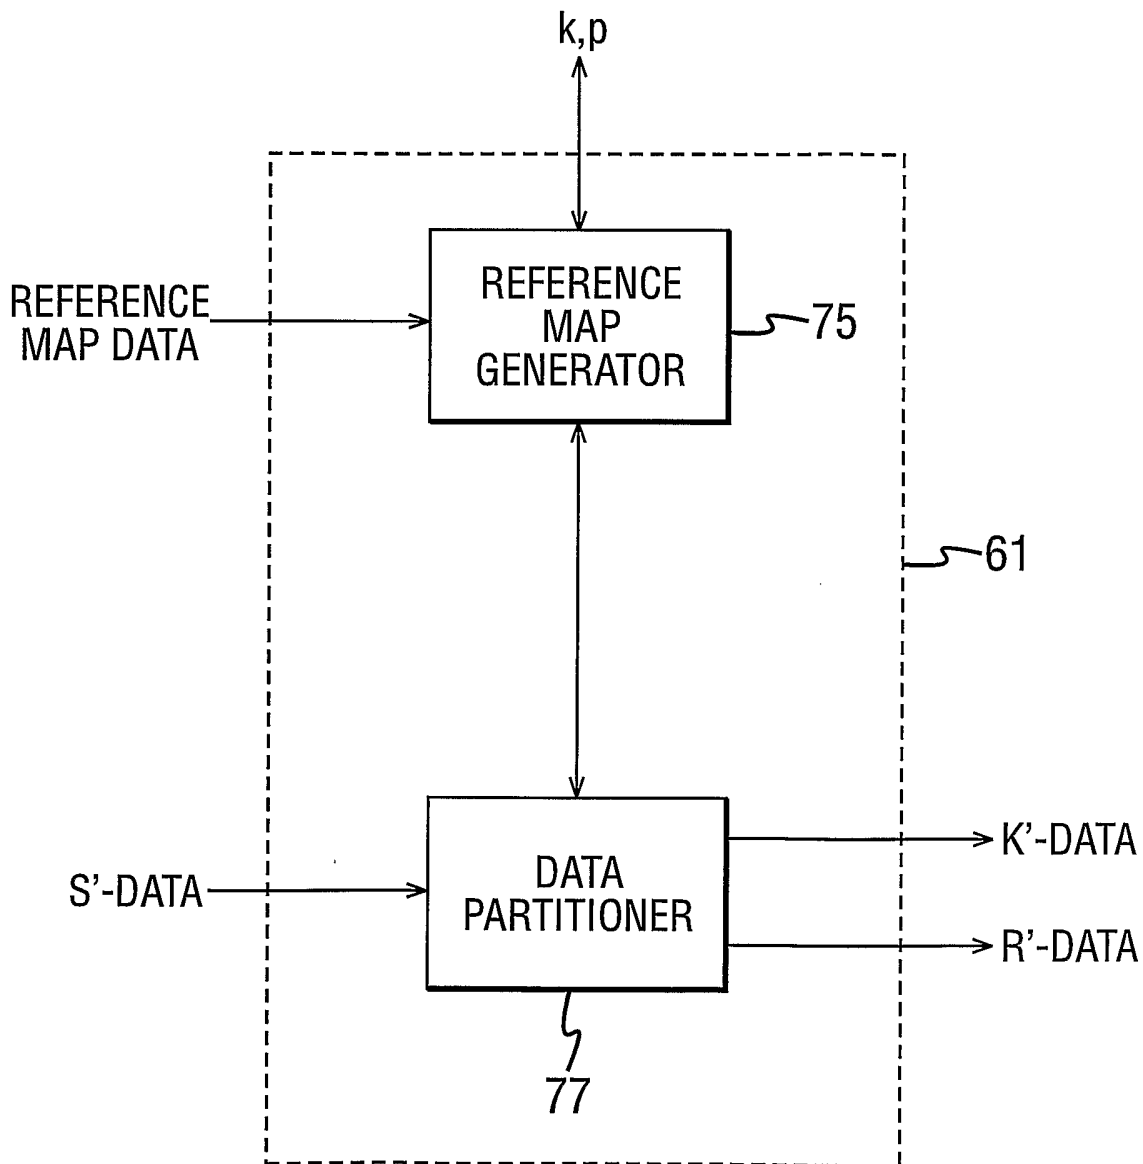 k,p
REFERENCE
MAP DATA
REFERENCE
MAP
GENERATOR
75
61
S'-DATA
DATA
PARTITIONER
K'-DATA
R'-DATA
77